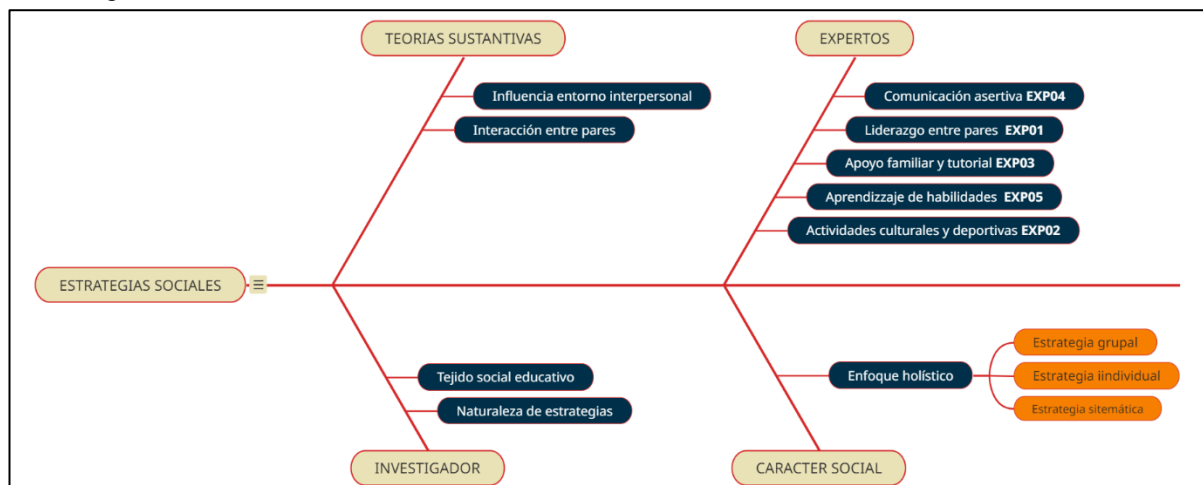 TEORIAS SUSTANTIVAS
EXPERTOS
Influencia entorno interpersonal
Interacción entre pares
Comunicación asertiva EXP04
Liderazgo entre pares EXP01
Apoyo familiar y tutorial EXP03
Aprendizzaje de habilidades EXP05
Actividades culturales y deportivas EXP02
ESTRATEGIAS SOCIALES
Tejido social educativo
Naturaleza de estrategias
Enfoque holístico
Estrategia grupal
Estrategia iindividual
Estrategia sitemática
INVESTIGADOR
CARACTER SOCIAL